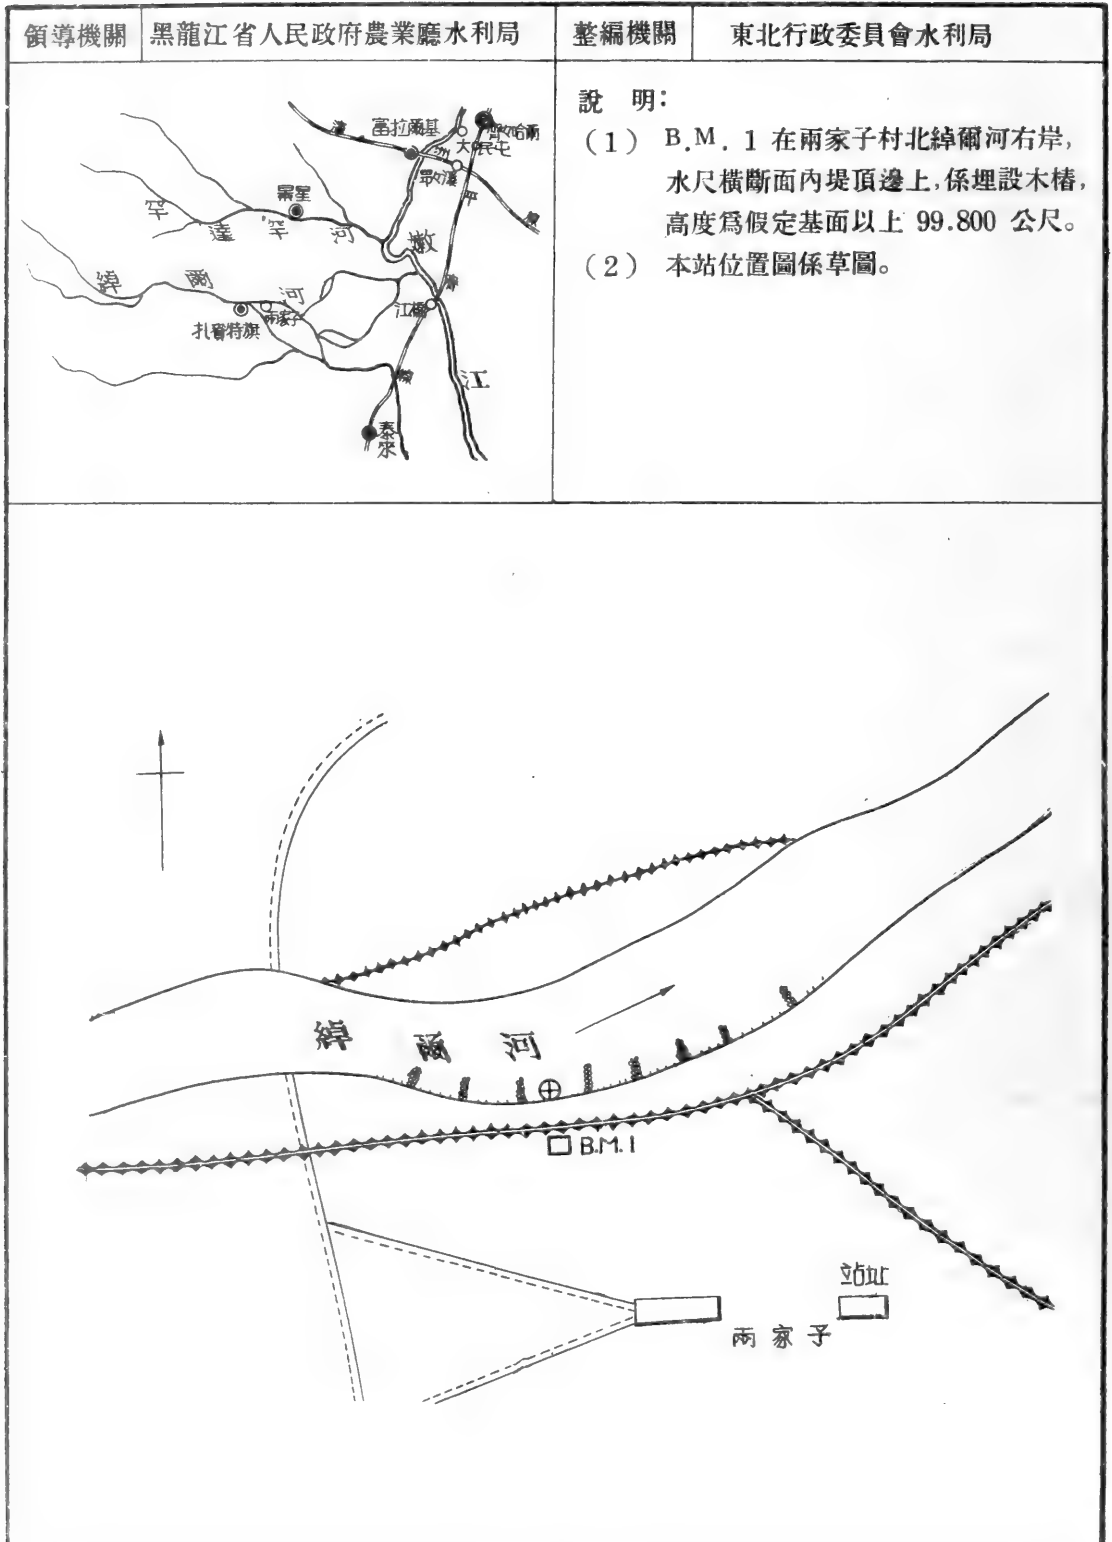 領導機關 黑龍江省人民政府農業廳水利局 整編機關 東北行政委員會水利局
說 明：
（1） B.M. 1 在兩家子村北綽爾河右岸，
水尺橫斷面內堤頂邊上，係埋設木樁，
高度爲假定基面以上 99.800 公尺。
（2） 本站位置圖係草圖。
富拉爾基
大民屯
齊哈爾
洲
平
景星
罕達罕河
嫩
江
綽爾河
兩家子
江橋
扎賚特旗
泰來
綽爾河
B.M.1
站址
兩家子